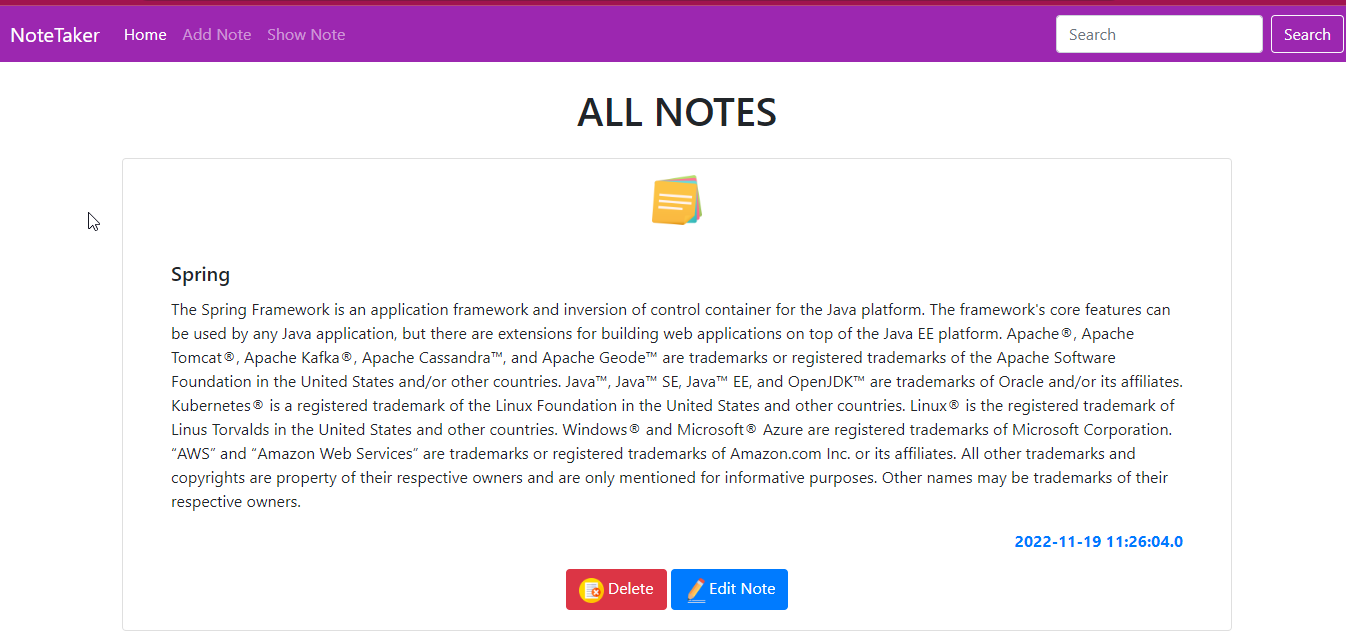 NoteTaker Home Add Note Show Note Search Search
ALL NOTES
Spring
The Spring Framework is an application framework and inversion of control container for the Java platform. The framework's core features can
be used by any Java application, but there are extensions for building web applications on top of the Java EE platform. Apache®, Apache
Tomcat®, Apache Kafka®, Apache Cassandra™, and Apache Geode™ are trademarks or registered trademarks of the Apache Software
Foundation in the United States and/or other countries. Java™, Java™ SE, Java™ EE, and OpenJDK™ are trademarks of Oracle and/or its affiliates.
Kubernetes® is a registered trademark of the Linux Foundation in the United States and other countries. Linux® is the registered trademark of
Linus Torvalds in the United States and other countries. Windows® and Microsoft® Azure are registered trademarks of Microsoft Corporation.
“AWS” and “Amazon Web Services” are trademarks or registered trademarks of Amazon.com Inc. or its affiliates. All other trademarks and
copyrights are property of their respective owners and are only mentioned for informative purposes. Other names may be trademarks of their
respective owners.
2022-11-19 11:26:04.0
Delete Edit Note